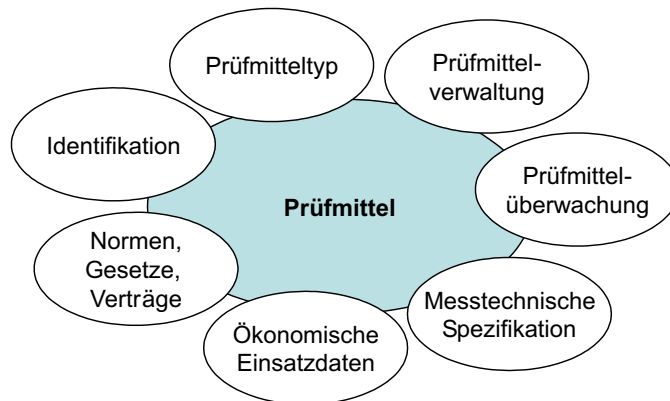 Prüfmitteltyp
Prüfmittel-
verwaltung
Identifikation
Prüfmittel-
überwachung
Prüfmittel
Normen,
Gesetze,
Verträge
Messtechnische
Spezifikation
Ökonomische
Einsatzdaten